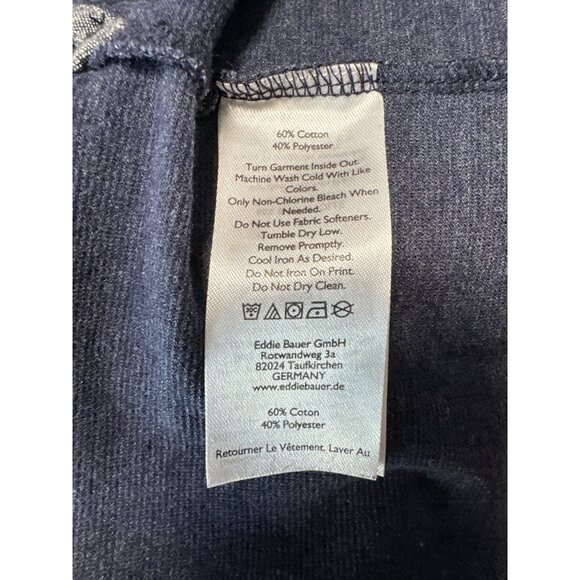 60% Cotton
40% Polyester
Turn Garment Inside Out.
Machine Wash Cold With Like
Colors.
Only Non-Chlorine Bleach When
Needed.
Do Not Use Fabric Softeners.
Tumble Dry Low.
Remove Promptly.
Cool Iron As Desired.
Do Not Iron On Print.
Do Not Dry Clean.
Eddie Bauer GmbH
Rotwandweg 3a
82024 Taufkirchen
GERMANY
www.eddiebauer.de
60% Coton
40% Polyester
Retourner Le Vêtement. Laver Au